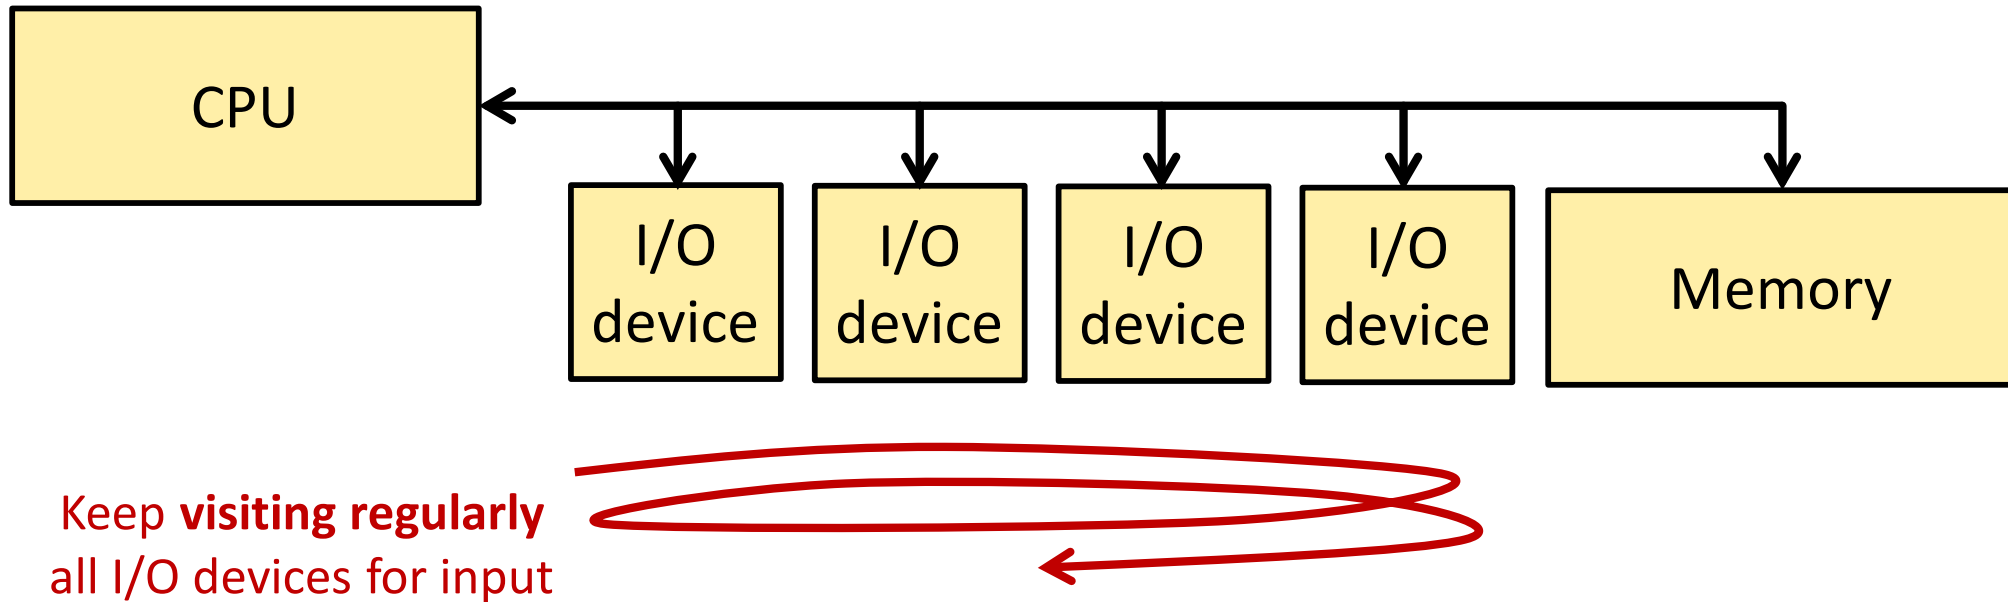 CPU
I/O
device
I/O
device
I/O
device
I/O
device
Memory
Keep visiting regularly
all I/O devices for input